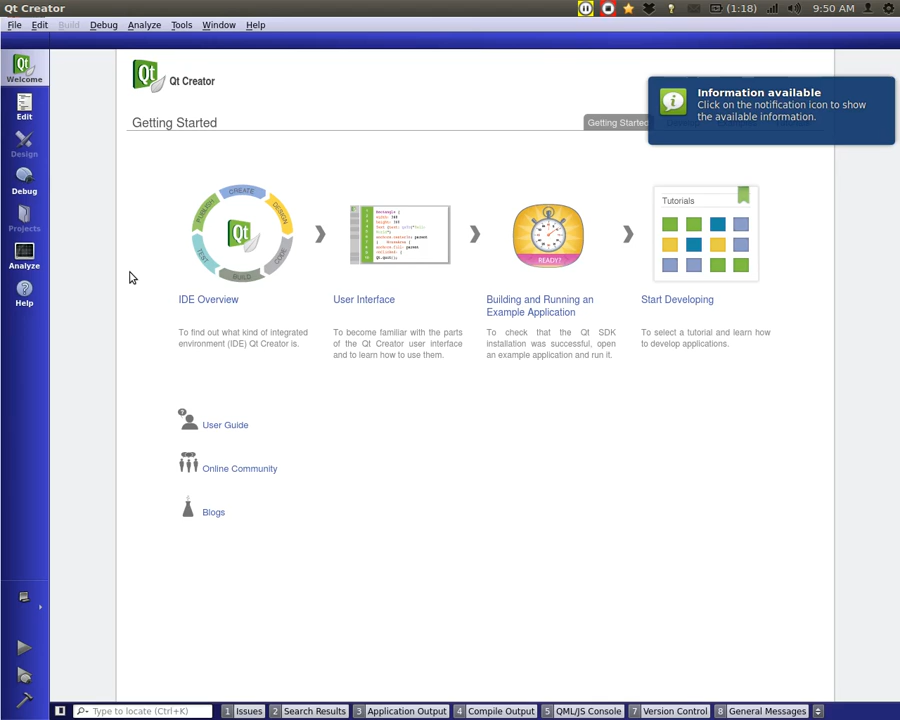 Qt Creator
(1:18) 9:50 AM
File Edit Build Debug Analyze Tools Window Help
Qt Qt Creator
Information available
Click on the notification icon to show
the available information.
Getting Started
Getting Started
Welcome
Edit
Design
Debug
Projects
Analyze
Help
CREATE
DESIGN
CODE
BUILD
TEST
PUBLISH
Qt
READY?
Tutorials
IDE Overview
To find out what kind of integrated
environment (IDE) Qt Creator is.
User Interface
To become familiar with the parts
of the Qt Creator user interface
and to learn how to use them.
Building and Running an
Example Application
To check that the Qt SDK
installation was successful, open
an example application and run it.
Start Developing
To select a tutorial and learn how
to develop applications.
User Guide
Online Community
Blogs
Type to locate (Ctrl+K) 1 Issues 2 Search Results 3 Application Output 4 Compile Output 5 QML/JS Console 7 Version Control 8 General Messages